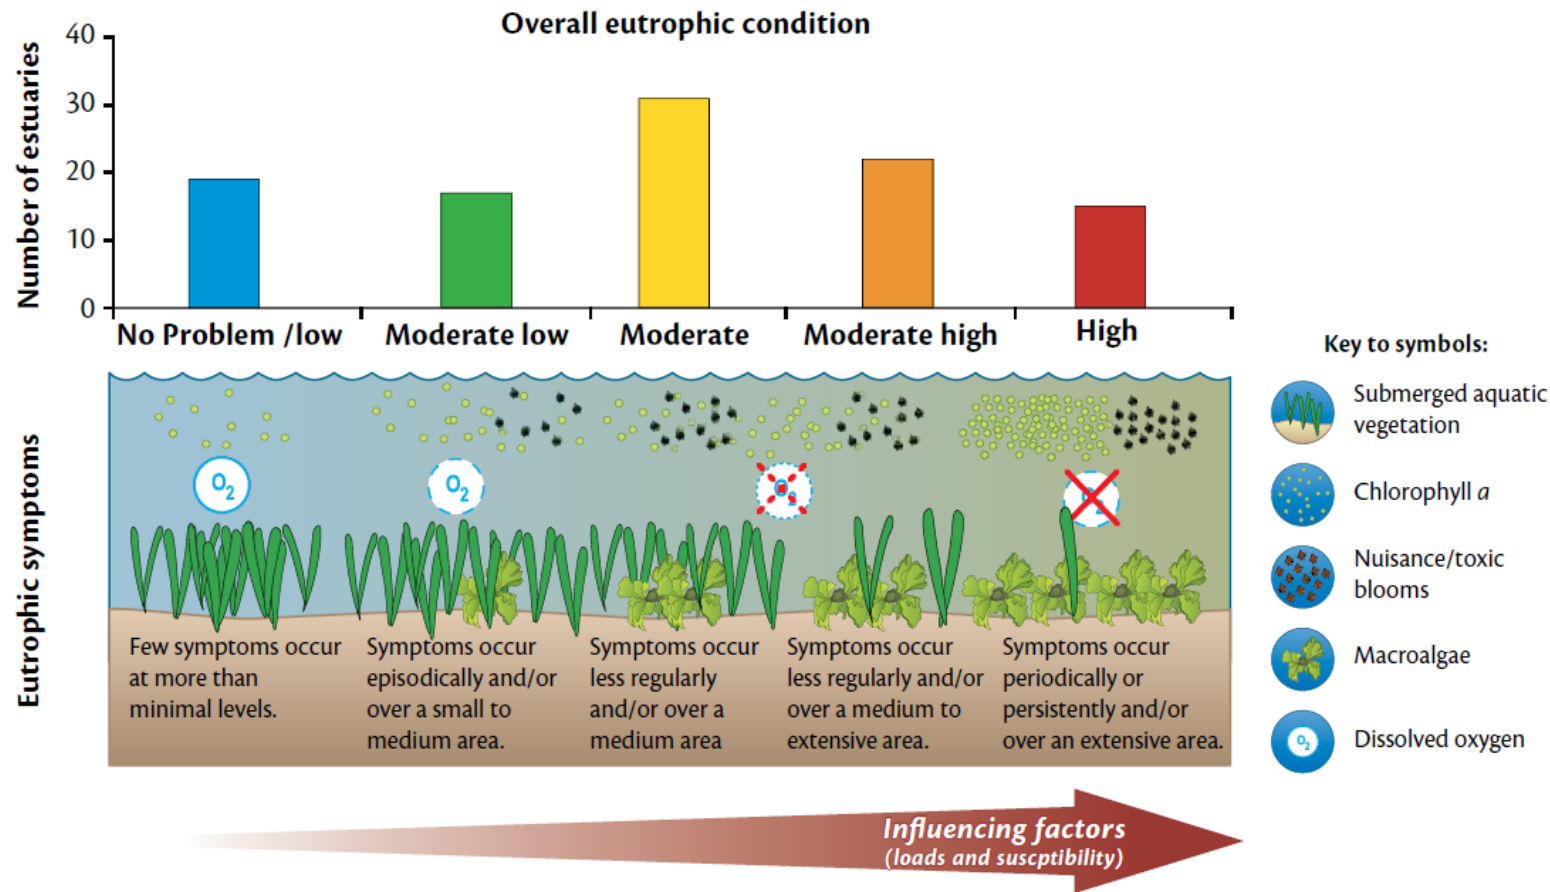 Overall eutrophic condition
Number of estuaries
40
30
20
10
0
No Problem /low
Moderate low
Moderate
Moderate high
High
Eutrophic symptoms
O2
O2
O2
O2
Few symptoms occur
at more than
minimal levels.
Symptoms occur
episodically and/or
over a small to
medium area.
Symptoms occur
less regularly
and/or over a
medium area
Symptoms occur
less regularly and/or
over a medium to
extensive area.
Symptoms occur
periodically or
persistently and/or
over an extensive area.
Influencing factors
(loads and suscptibility)
Key to symbols:
Submerged aquatic
vegetation
Chlorophyll a
Nuisance/toxic
blooms
Macroalgae
O2
Dissolved oxygen